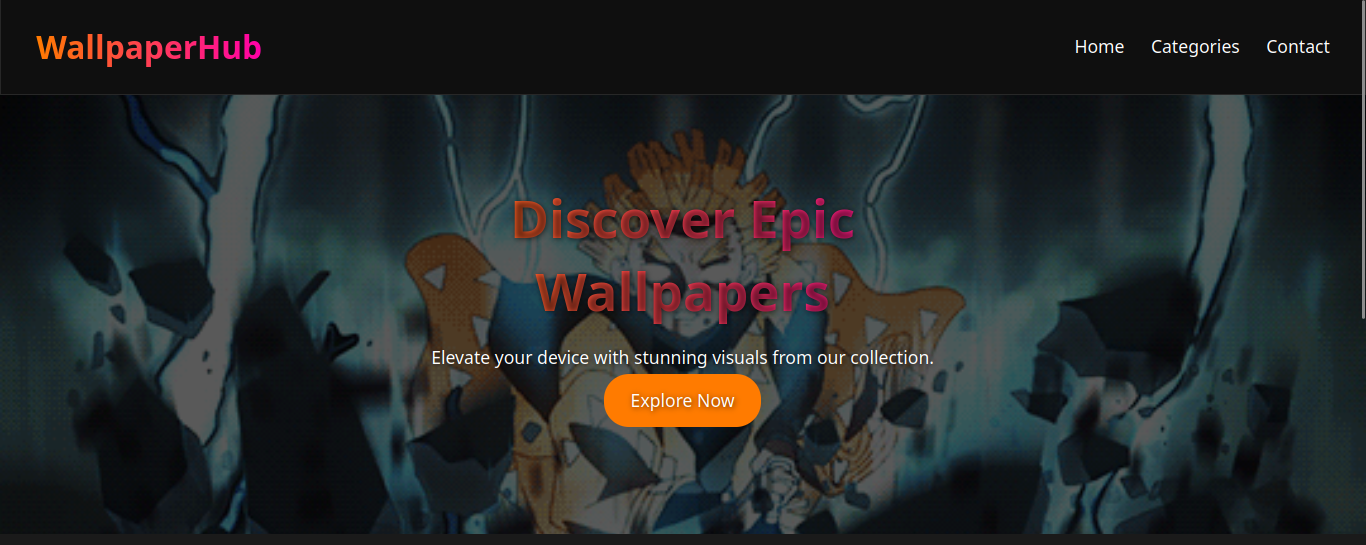 WallpaperHub
Home Categories Contact
Discover Epic
Wallpapers
Elevate your device with stunning visuals from our collection.
Explore Now